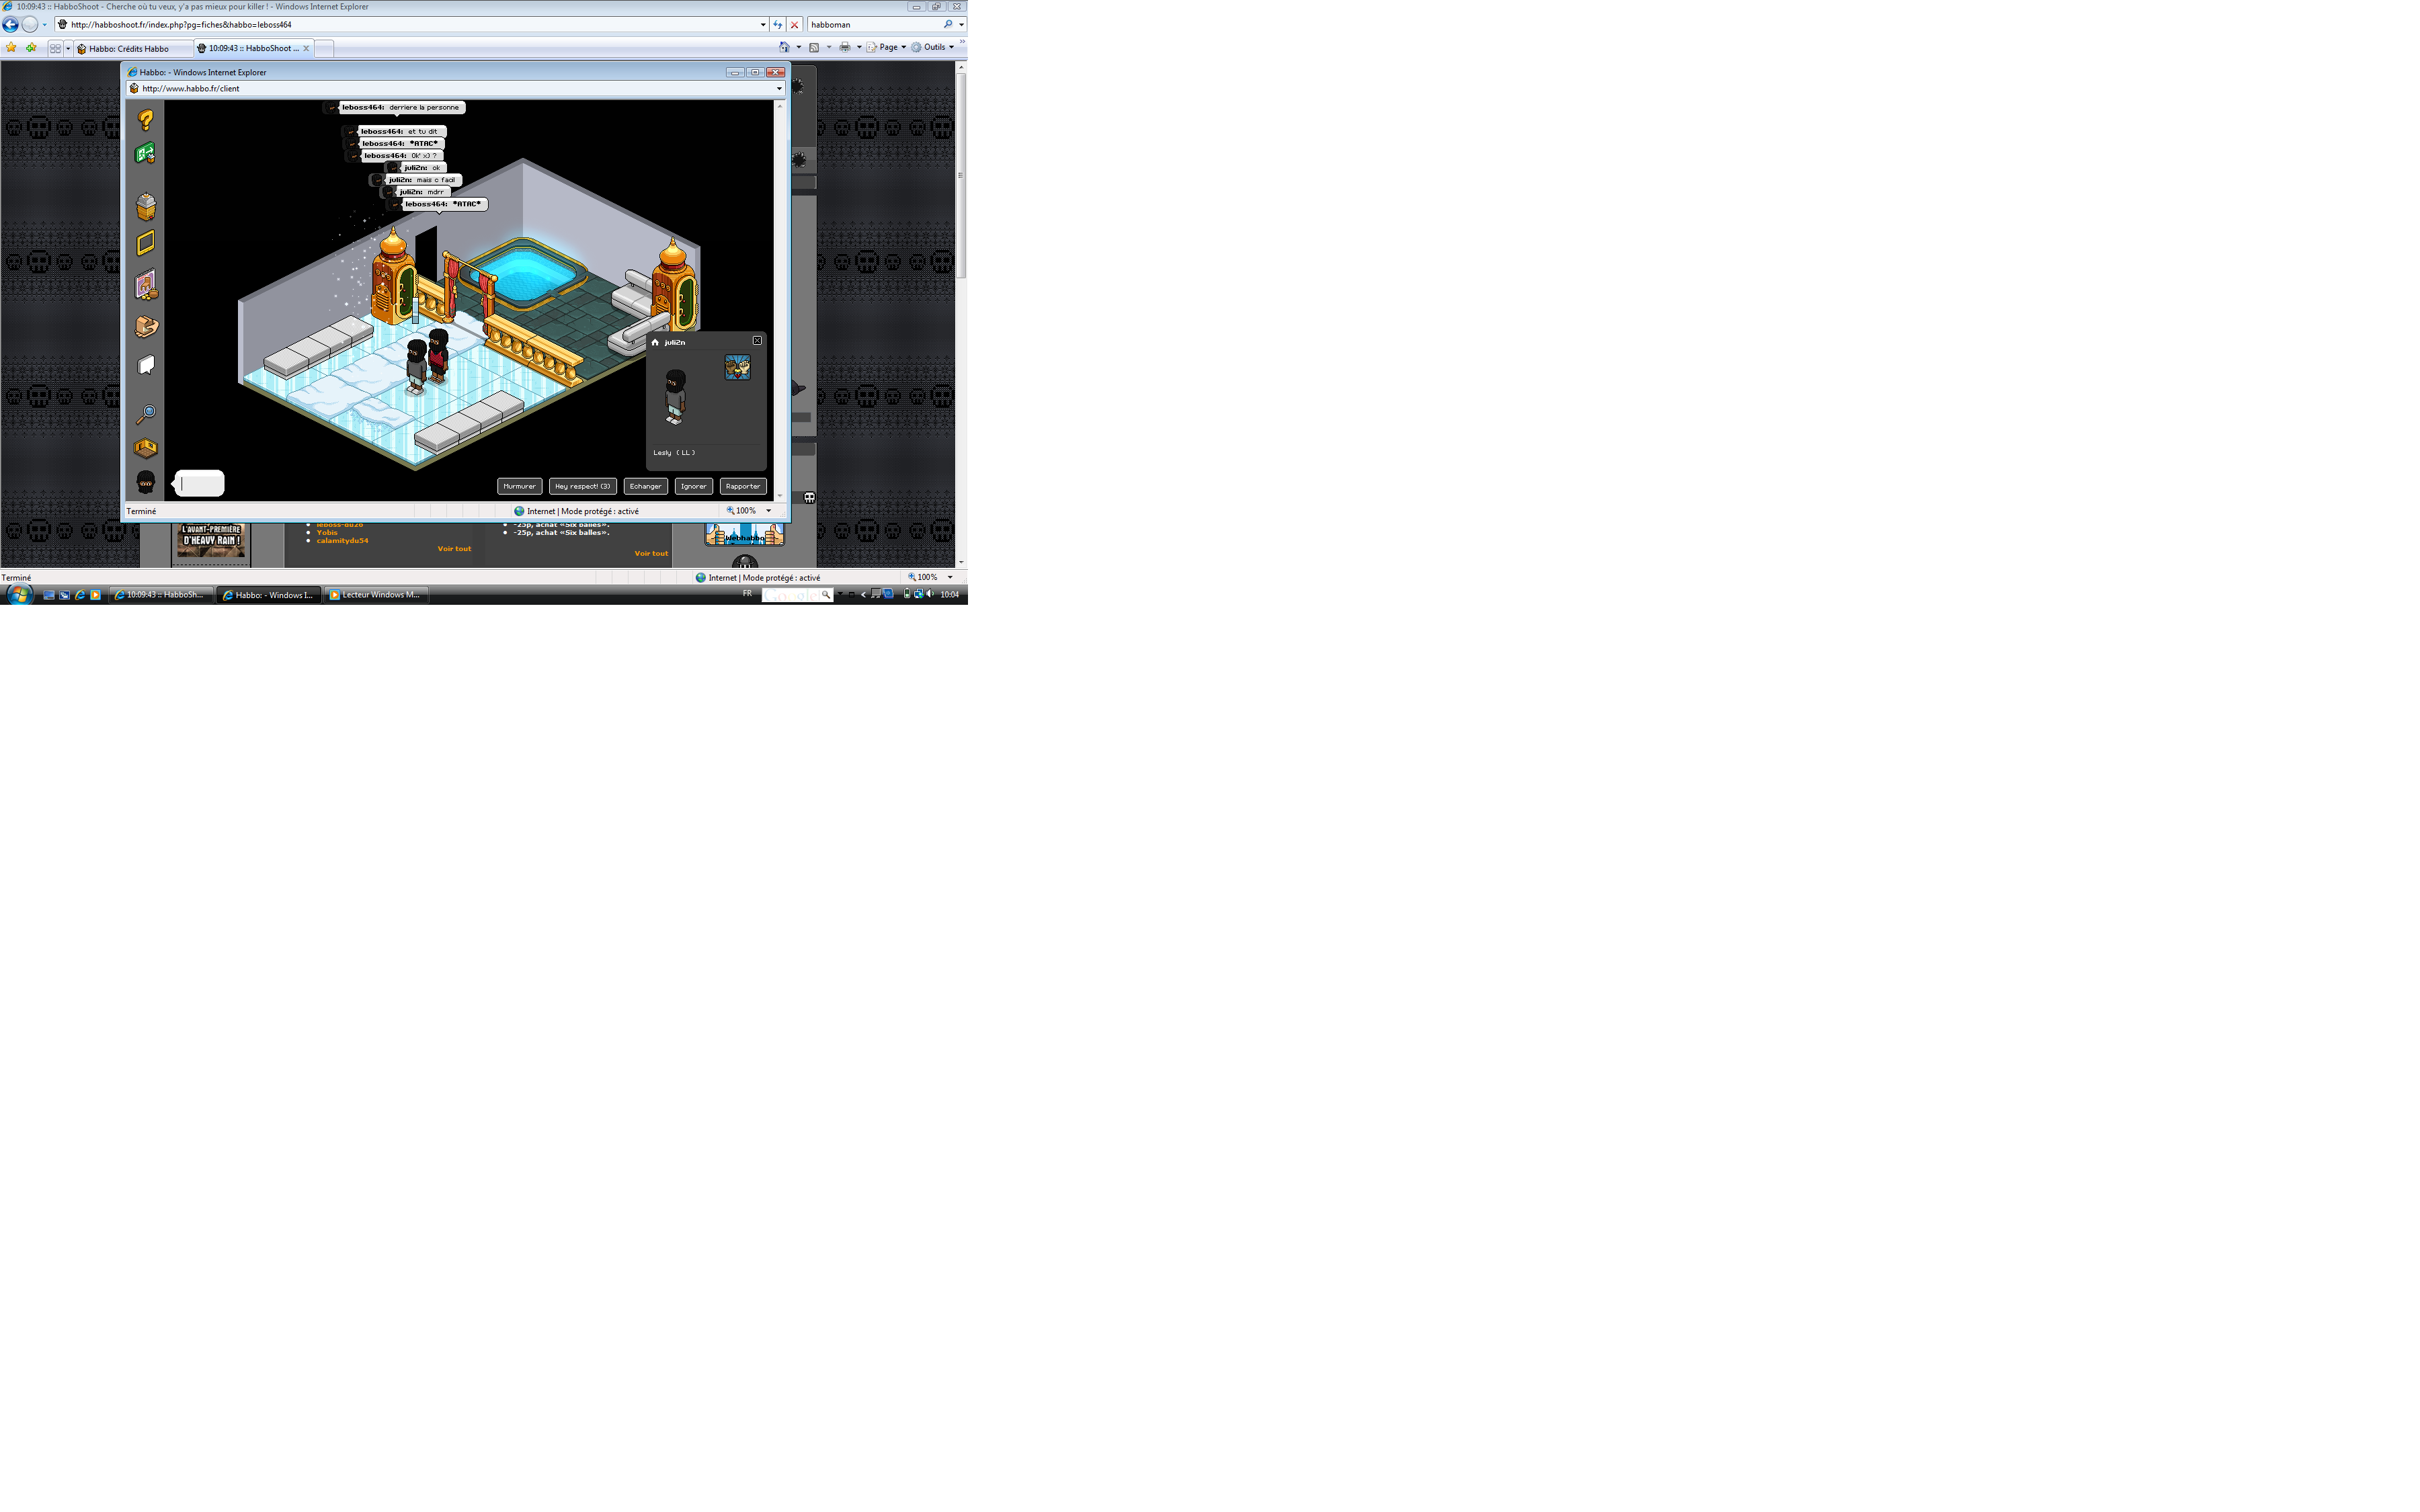 10:09:43 :: HabboShoot - Cherche où tu veux, y'a pas mieux pour killer ! - Windows Internet Explorer
http://habboshoot.fr/index.php?pg=fiches&habbo=leboss464
habboman
Habbo: Crédits Habbo
10:09:43 :: HabboShoot ...
Page
Outils
Habbo: - Windows Internet Explorer
http://www.habbo.fr/client
leboss464: derriere la personne
leboss464: et tu dit
leboss464: *ATAC*
leboss464: Ok' x) ?
juli2n: ok
juli2n: mais c facil
juli2n: mdrr
leboss464: *ATAC*
juli2n
Lesly ( LL )
Murmurer
Hey respect! (3)
Echanger
Ignorer
Rapporter
Terminé
Internet | Mode protégé : activé
100%
L'AVANT-PREMIÈRE
D'HEAVY RAIN !
leboss-du26
Yobis
calamitydu54
Voir tout
-25p, achat «Six balles».
-25p, achat «Six balles».
Voir tout
Webhabbo
Terminé
Internet | Mode protégé : activé
100%
10:09:43 :: HabboSh...
Habbo: - Windows I...
Lecteur Windows M...
FR
Google
10:04